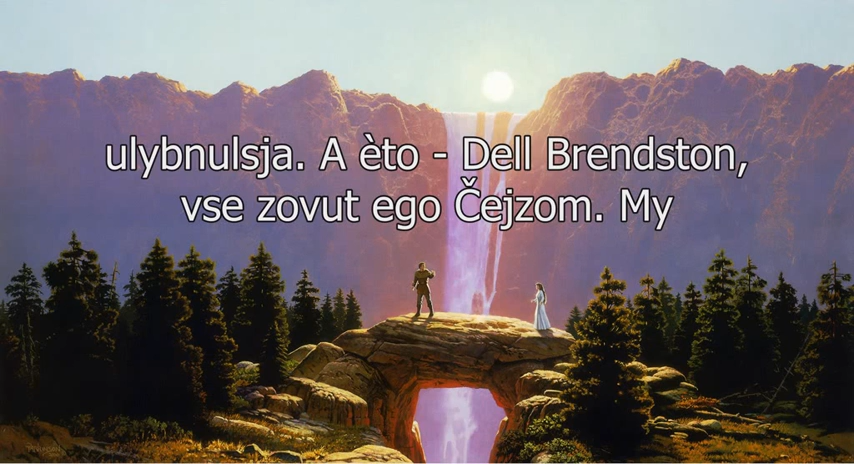 ulybnulsja. A èto - Dell Brendston,
vse zovut ego Čejzom. My